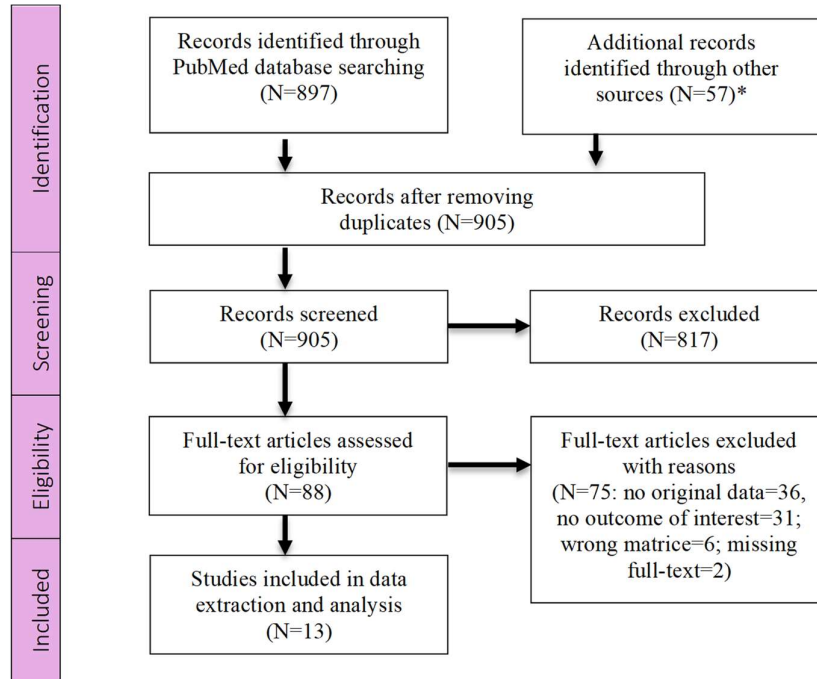 Identification
Records identified through
PubMed database searching
(N=897)
Additional records
identified through other
sources (N=57)*
Records after removing
duplicates (N=905)
Screening
Records screened
(N=905)
Records excluded
(N=817)
Eligibility
Full-text articles assessed
for eligibility
(N=88)
Full-text articles excluded
with reasons
(N=75: no original data=36,
no outcome of interest=31;
wrong matrice=6; missing
full-text=2)
Included
Studies included in data
extraction and analysis
(N=13)